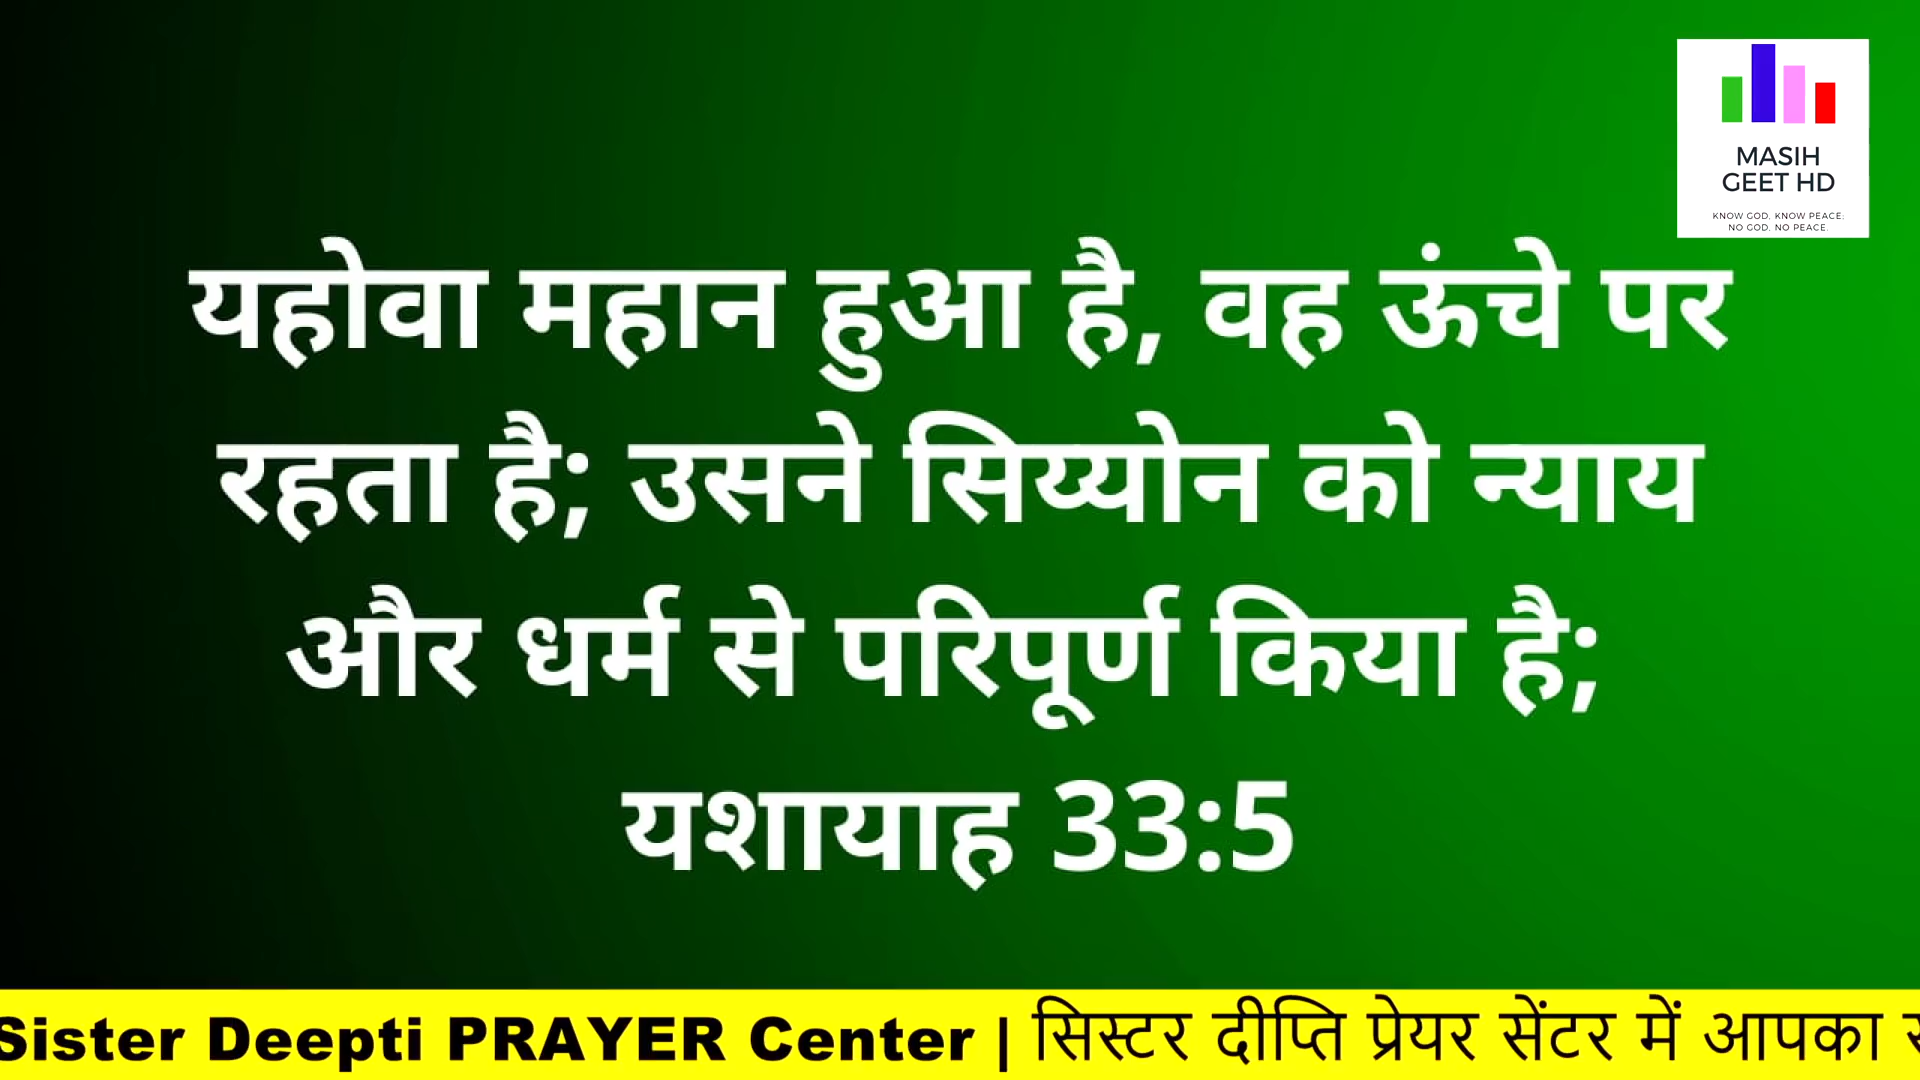 MASIH
GEET HD
KNOW GOD. KNOW PEACE;
NO GOD. NO PEACE.
यहोवा महान हुआ है, वह ऊंचे पर
रहता है; उसने सिय्योन को न्याय
और धर्म से परिपूर्ण किया है;
यशायाह 33:5
Sister Deepti PRAYER Center | सिस्टर दीप्ति प्रेयर सेंटर में आपका